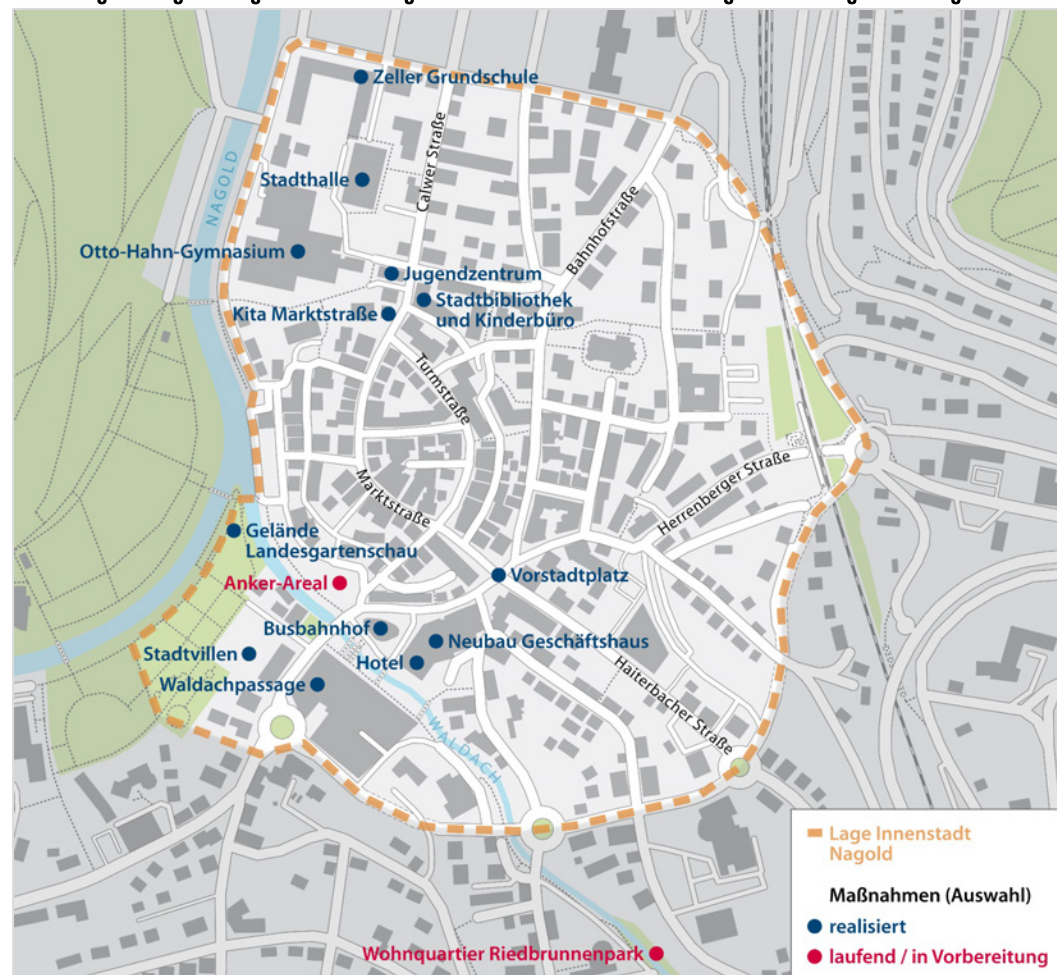 Zeller Grundschule
NAGOLD
Stadthalle
Calwer Straße
Bahnhofstraße
Otto-Hahn-Gymnasium
Jugendzentrum
Stadtbibliothek
und Kinderbüro
Kita Marktstraße
Turmstraße
Marktstraße
Herrenberger Straße
Gelände
Landesgartenschau
Anker-Areal
Vorstadtplatz
Busbahnhof
Neubau Geschäftshaus
Stadtvillen
Hotel
Waldachpassage
Haiterbacher Straße
WALDACH
Lage Innenstadt
Nagold
Maßnahmen (Auswahl)
realisiert
laufend / in Vorbereitung
Wohnquartier Riedbrunnenpark